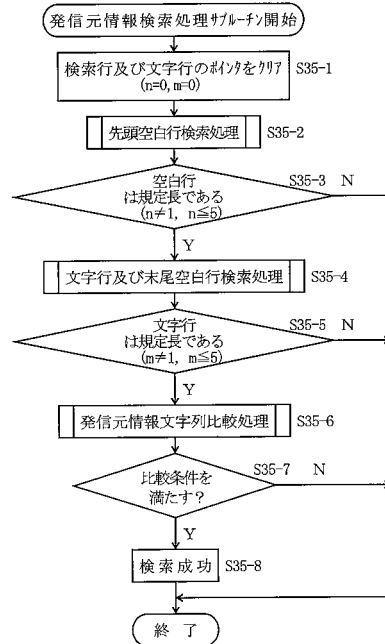 発信元情報検索処理ｻﾌﾞﾙｰﾁﾝ開始
検索行及び文字行のﾎﾟｲﾝﾀをｸﾘｱ
(n=0,m=0)
S35-1
先頭空白行検索処理
S35-2
空白行
は規定長である
(n≠1, n≦5)
S35-3 N
Y
文字行及び末尾空白行検索処理
S35-4
文字行
は規定長である
(m≠1, m≦5)
S35-5 N
Y
発信元情報文字列比較処理
S35-6
比較条件を
満たす？
S35-7 N
Y
検索成功
S35-8
終了